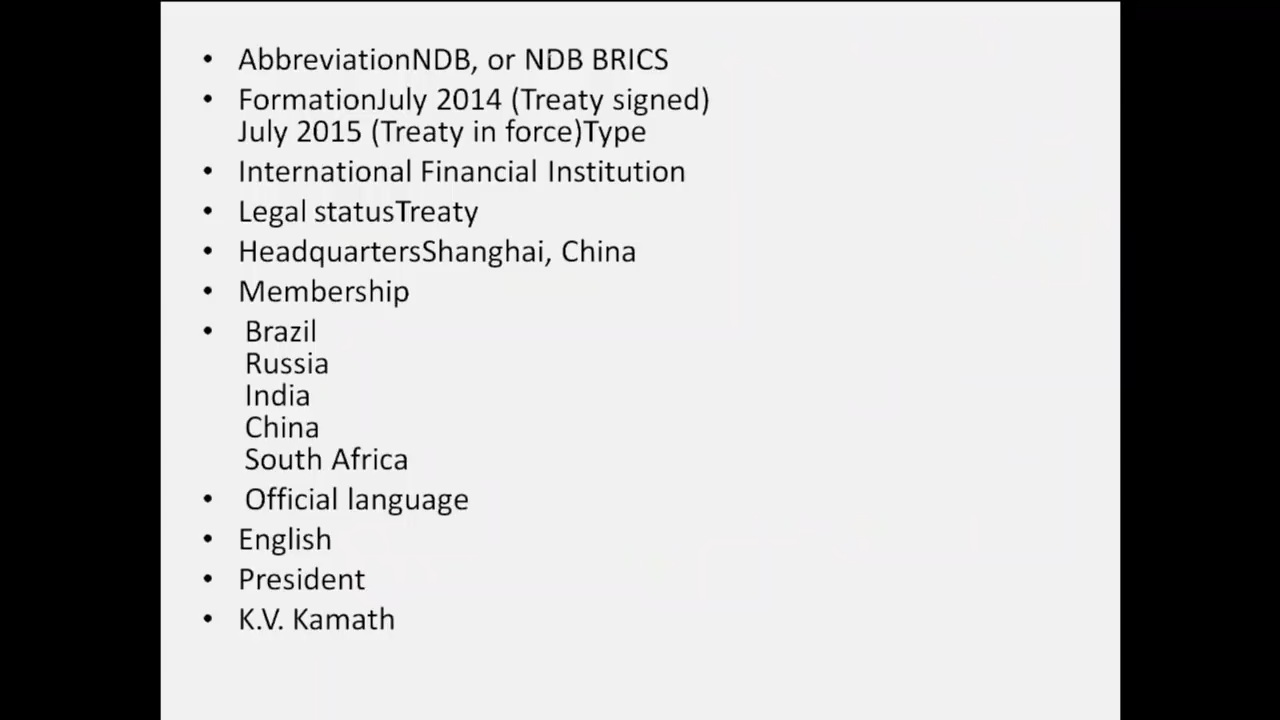 • AbbreviationNDB, or NDB BRICS
• FormationJuly 2014 (Treaty signed)
July 2015 (Treaty in force)Type
• International Financial Institution
• Legal statusTreaty
• HeadquartersShanghai, China
• Membership
• Brazil
Russia
India
China
South Africa
• Official language
• English
• President
• K.V. Kamath